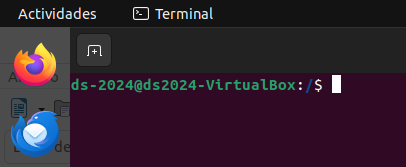 Actividades Terminal
ds-2024@ds2024-VirtualBox:/$